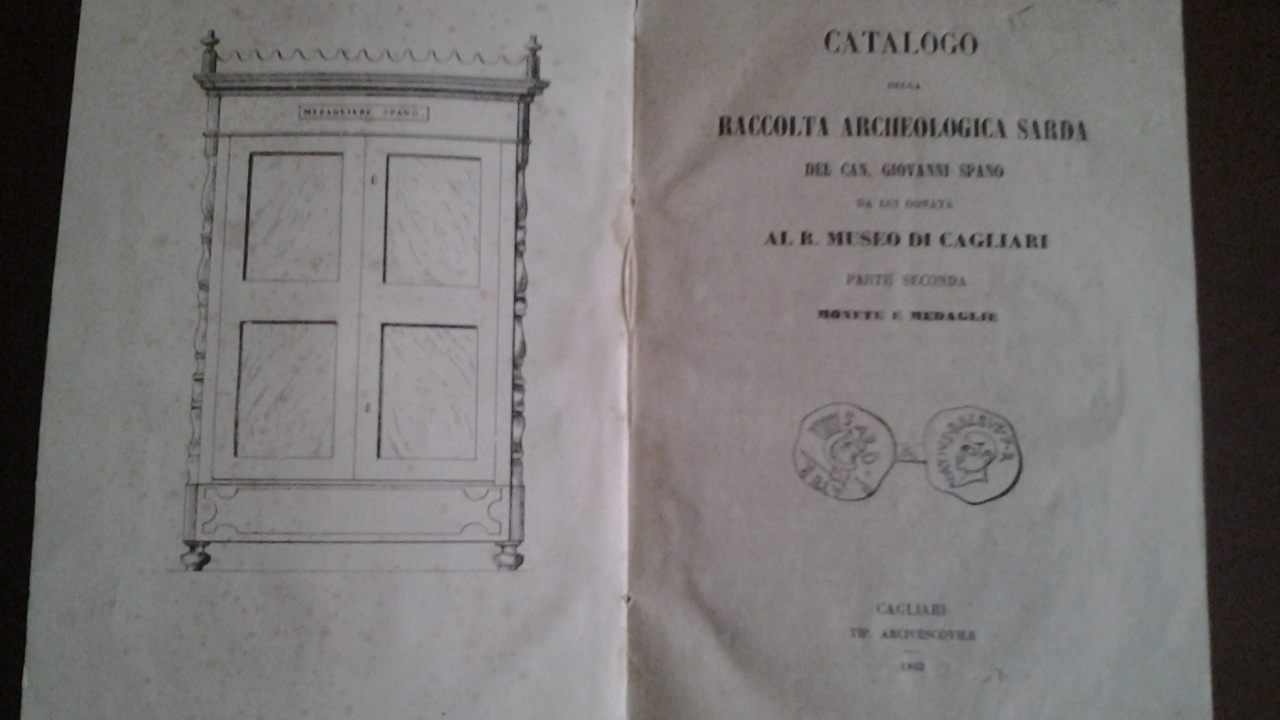 MEDAGLIERE SPANO
CATALOGO
DELLA
RACCOLTA ARCHEOLOGICA SARDA
DEL CAN. GIOVANNI SPANO
DA LUI DONATA
AL R. MUSEO DI CAGLIARI
PARTE SECONDA
MONETE E MEDAGLIE
CAGLIARI
TIP. ARCIVESCOVILE